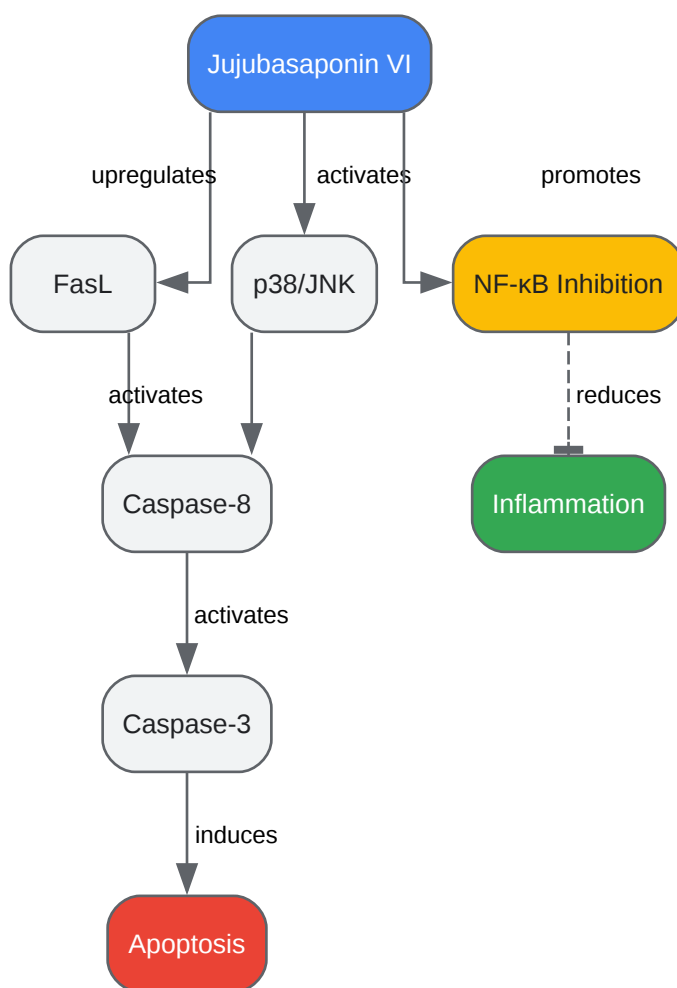 Jujubasaponin VI
upregulates
activates
promotes
FasL
p38/JNK
NF-κB Inhibition
activates
reduces
Caspase-8
Inflammation
activates
Caspase-3
induces
Apoptosis